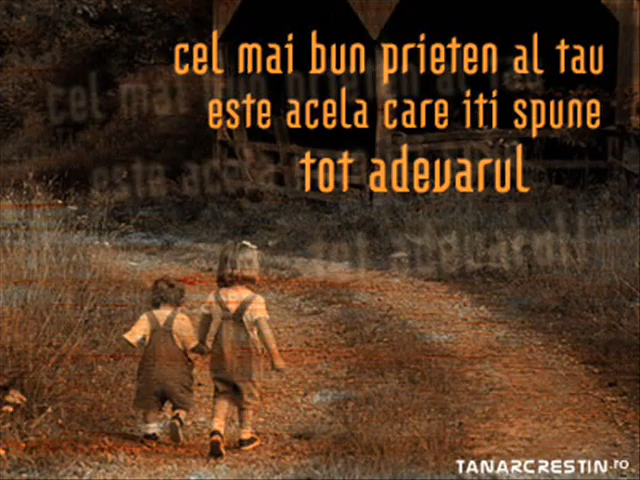 cel mai bun prieten al tau
este acela care iti spune
tot adevarul
TANARCRESTIN.ro